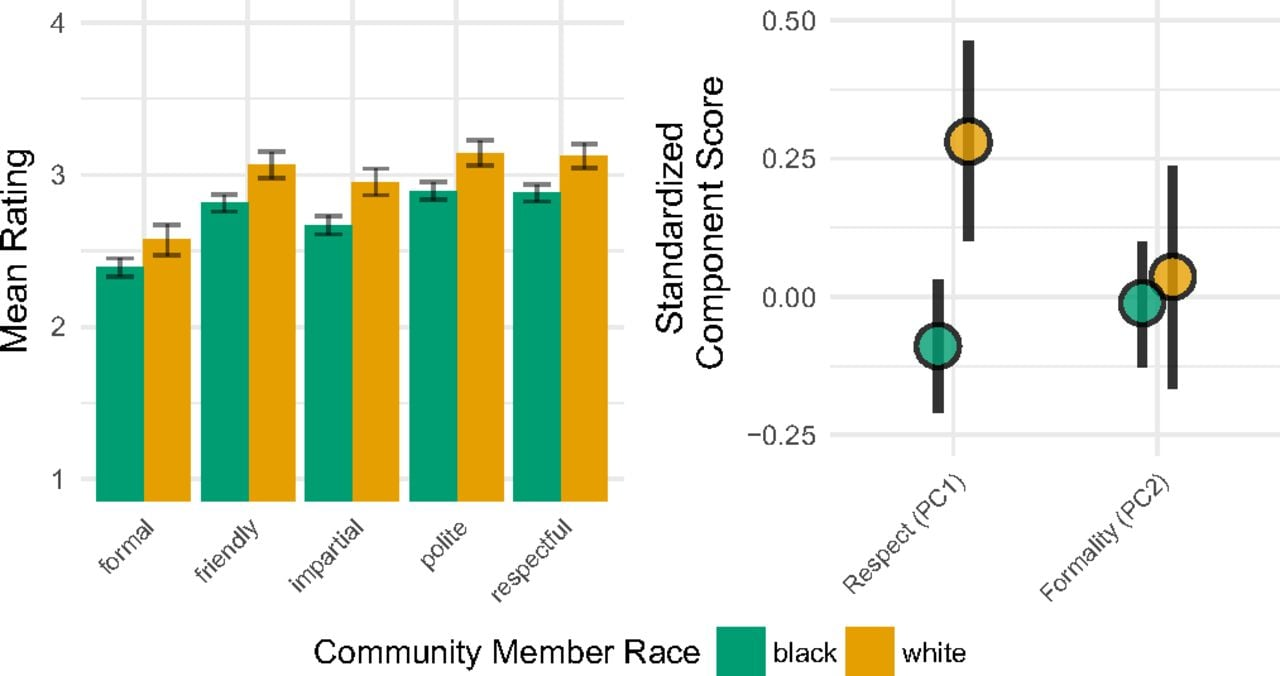 Mean Rating
4
3
2
1
formal
friendly
impartial
polite
respectful
Standardized
Component Score
0.50
0.25
0.00
−0.25
Respect (PC1)
Formality (PC2)
Community Member Race
black
white